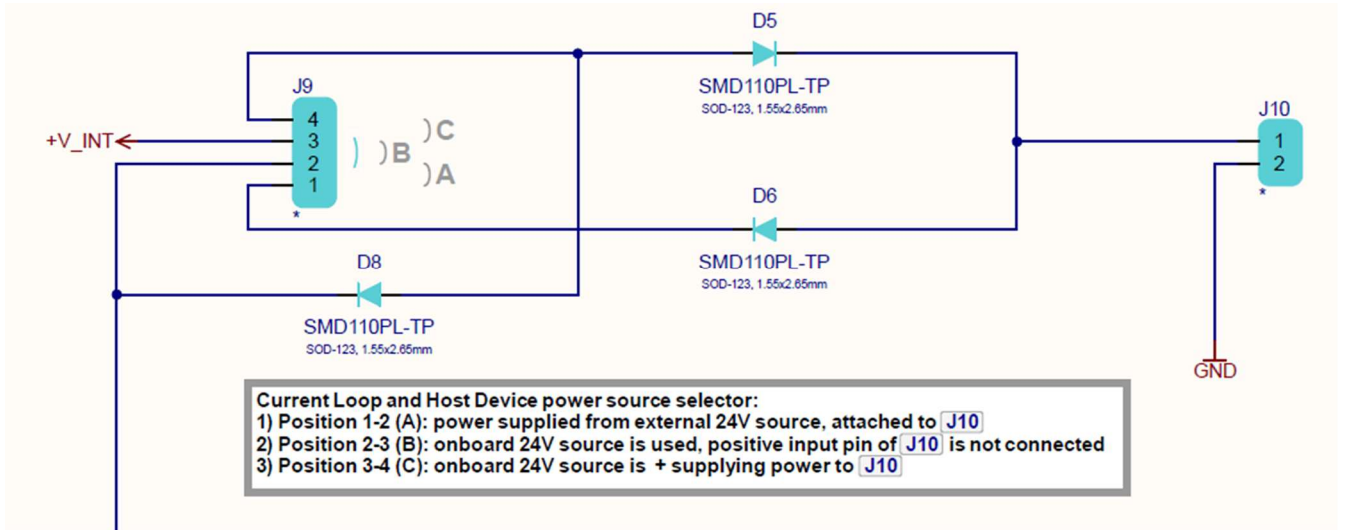 D5
SMD110PL-TP
SOD-123, 1.55x2.65mm
J9
4
3
2
1
*
+V_INT
)C
)B
)A
J10
1
2
*
D6
SMD110PL-TP
SOD-123, 1.55x2.65mm
D8
SMD110PL-TP
SOD-123, 1.55x2.65mm
GND
Current Loop and Host Device power source selector:
1) Position 1-2 (A): power supplied from external 24V source, attached to J10
2) Position 2-3 (B): onboard 24V source is used, positive input pin of J10 is not connected
3) Position 3-4 (C): onboard 24V source is + supplying power to J10